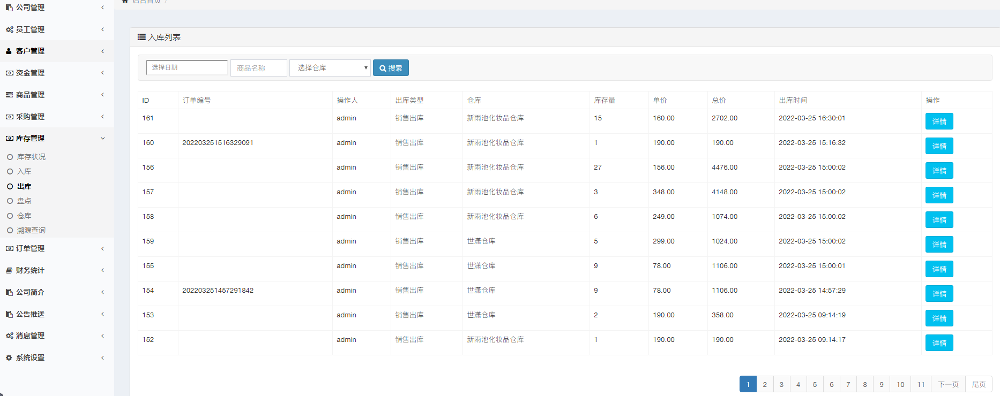 公司管理
员工管理
客户管理
资金管理
商品管理
采购管理
库存管理
库存状况
入库
出库
盘点
仓库
溯源查询
订单管理
财务统计
公司简介
公告推送
消息管理
系统设置
后台首页 /
入库列表
选择日期 商品名称 选择仓库 搜索
ID 订单编号 操作人 出库类型 仓库 库存量 单价 总价 出库时间 操作
161 admin 销售出库 新雨池化妆品仓库 15 160.00 2702.00 2022-03-25 16:30:01 详情
160 202203251516329091 admin 销售出库 新雨池化妆品仓库 1 190.00 190.00 2022-03-25 15:16:32 详情
156 admin 销售出库 新雨池化妆品仓库 27 156.00 4476.00 2022-03-25 15:00:02 详情
157 admin 销售出库 新雨池化妆品仓库 3 348.00 4148.00 2022-03-25 15:00:02 详情
158 admin 销售出库 新雨池化妆品仓库 6 249.00 1074.00 2022-03-25 15:00:02 详情
159 admin 销售出库 世潇仓库 5 299.00 1024.00 2022-03-25 15:00:02 详情
155 admin 销售出库 世潇仓库 9 78.00 1106.00 2022-03-25 15:00:01 详情
154 202203251457291842 admin 销售出库 世潇仓库 9 78.00 1106.00 2022-03-25 14:57:29 详情
153 admin 销售出库 世潇仓库 2 190.00 358.00 2022-03-25 09:14:19 详情
152 admin 销售出库 新雨池化妆品仓库 1 190.00 190.00 2022-03-25 09:14:17 详情
1 2 3 4 5 6 7 8 9 10 11 下一页 尾页